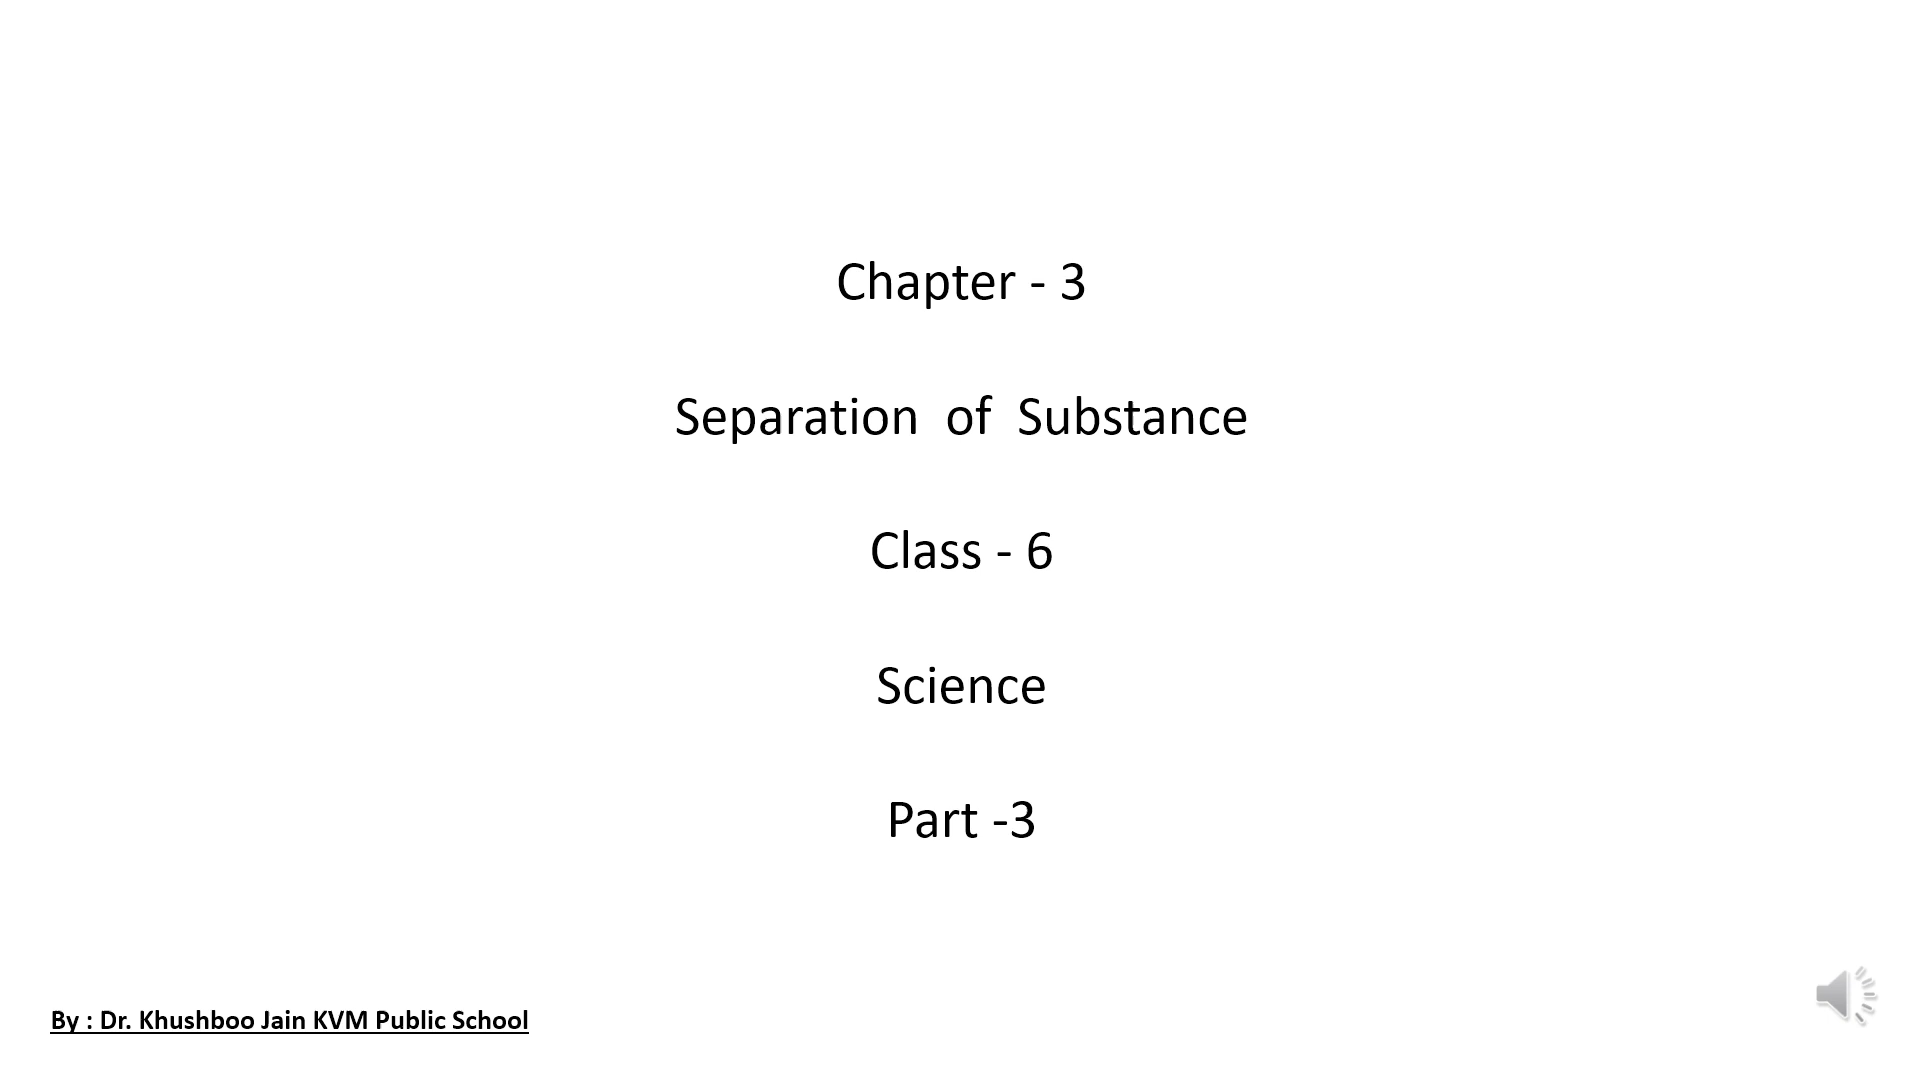 Chapter - 3
Separation of Substance
Class - 6
Science
Part -3
By : Dr. Khushboo Jain KVM Public School